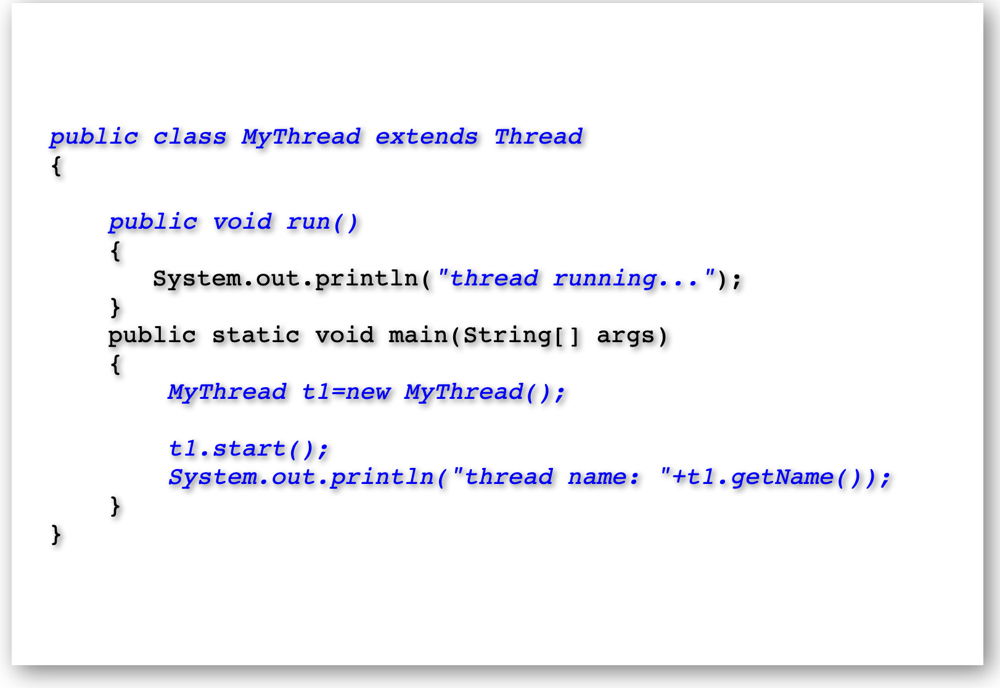 public class MyThread extends Thread
{
public void run()
{
System.out.println("thread running...");
}
public static void main(String[] args)
{
MyThread t1=new MyThread();
t1.start();
System.out.println("thread name: "+t1.getName());
}
}